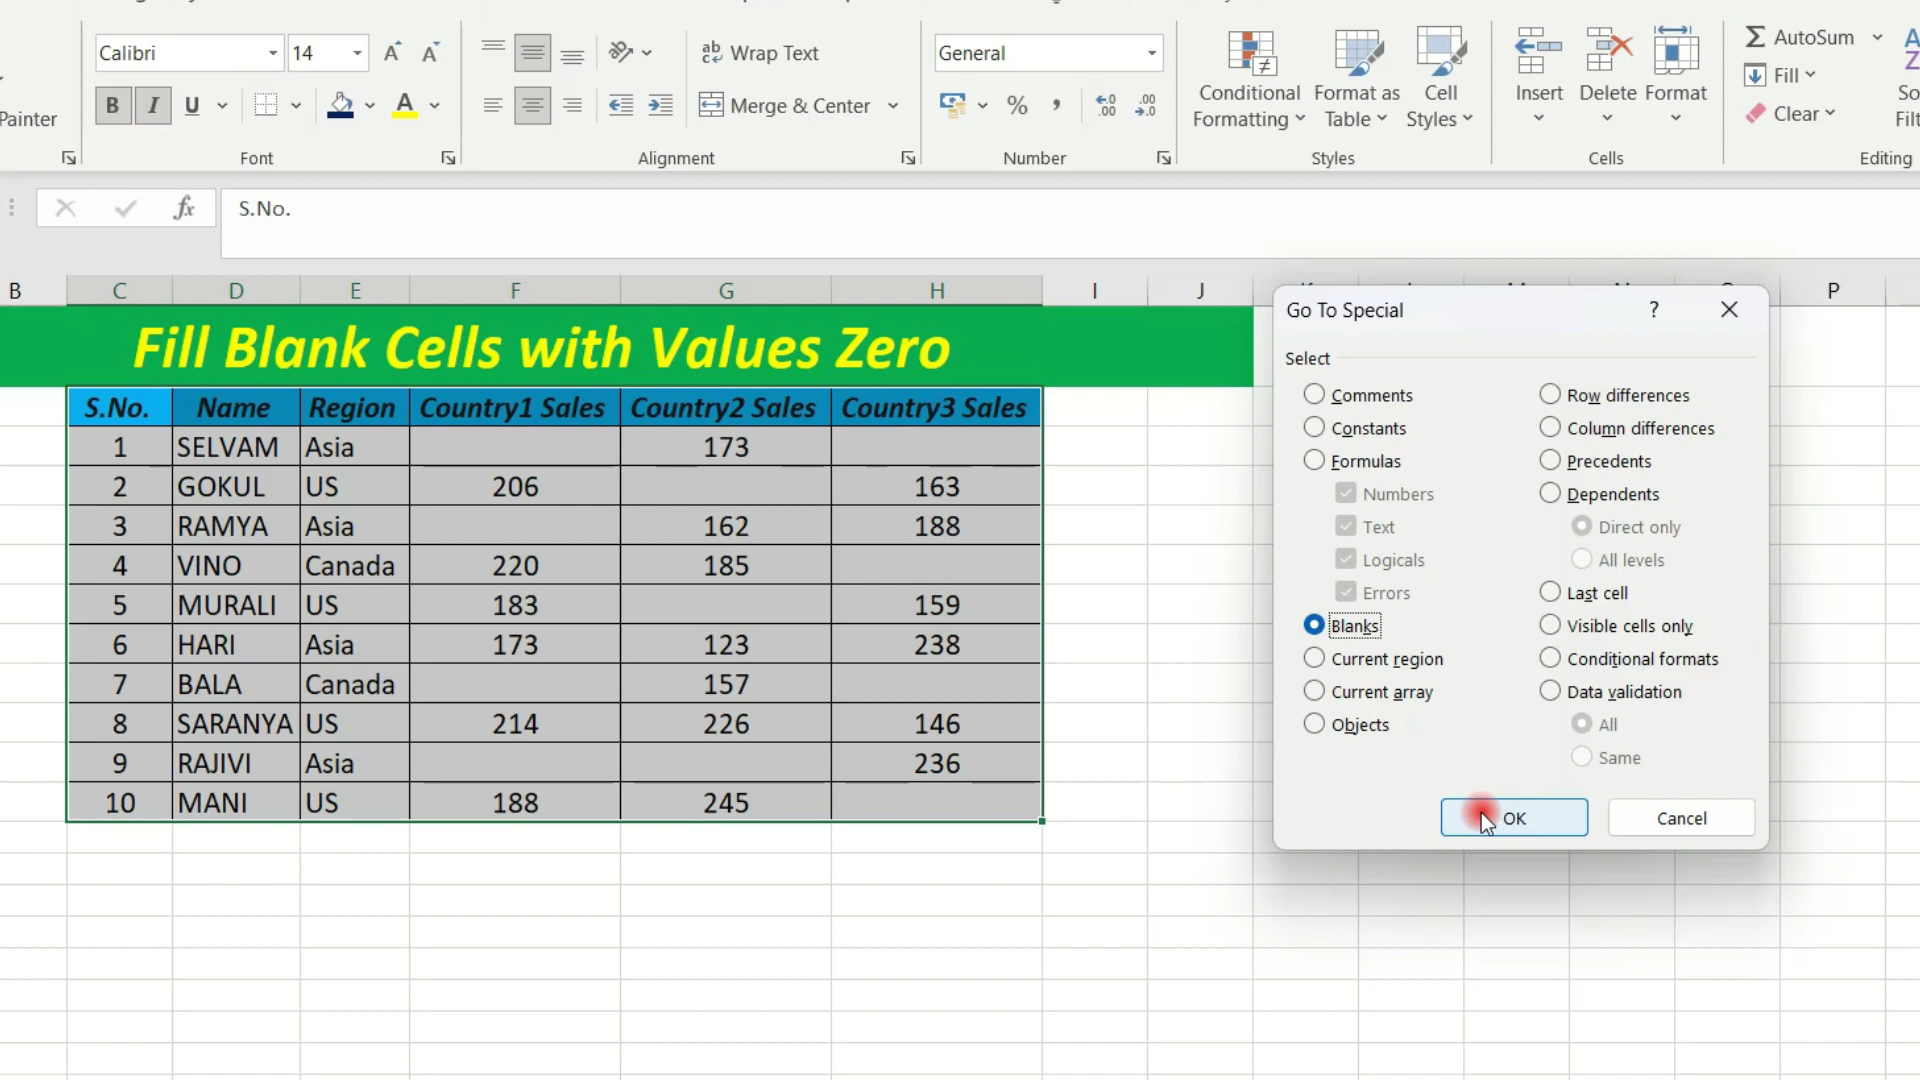 Calibri 14 Wrap Text General AutoSum
Painter B I U Merge & Center % Conditional Formatting Format as Table Cell Styles Insert Delete Format Fill Clear
Font Alignment Number Styles Cells Editing
fx S.No.
B C D E F G H I J P
Fill Blank Cells with Values Zero
S.No. Name Region Country1 Sales Country2 Sales Country3 Sales
1 SELVAM Asia 173
2 GOKUL US 206 163
3 RAMYA Asia 162 188
4 VINO Canada 220 185
5 MURALI US 183 159
6 HARI Asia 173 123 238
7 BALA Canada 157
8 SARANYA US 214 226 146
9 RAJIVI Asia 236
10 MANI US 188 245
Go To Special ?
Select
Comments
Constants
Formulas
Numbers
Text
Logicals
Errors
Blanks
Current region
Current array
Objects
Row differences
Column differences
Precedents
Dependents
Direct only
All levels
Last cell
Visible cells only
Conditional formats
Data validation
All
Same
OK Cancel